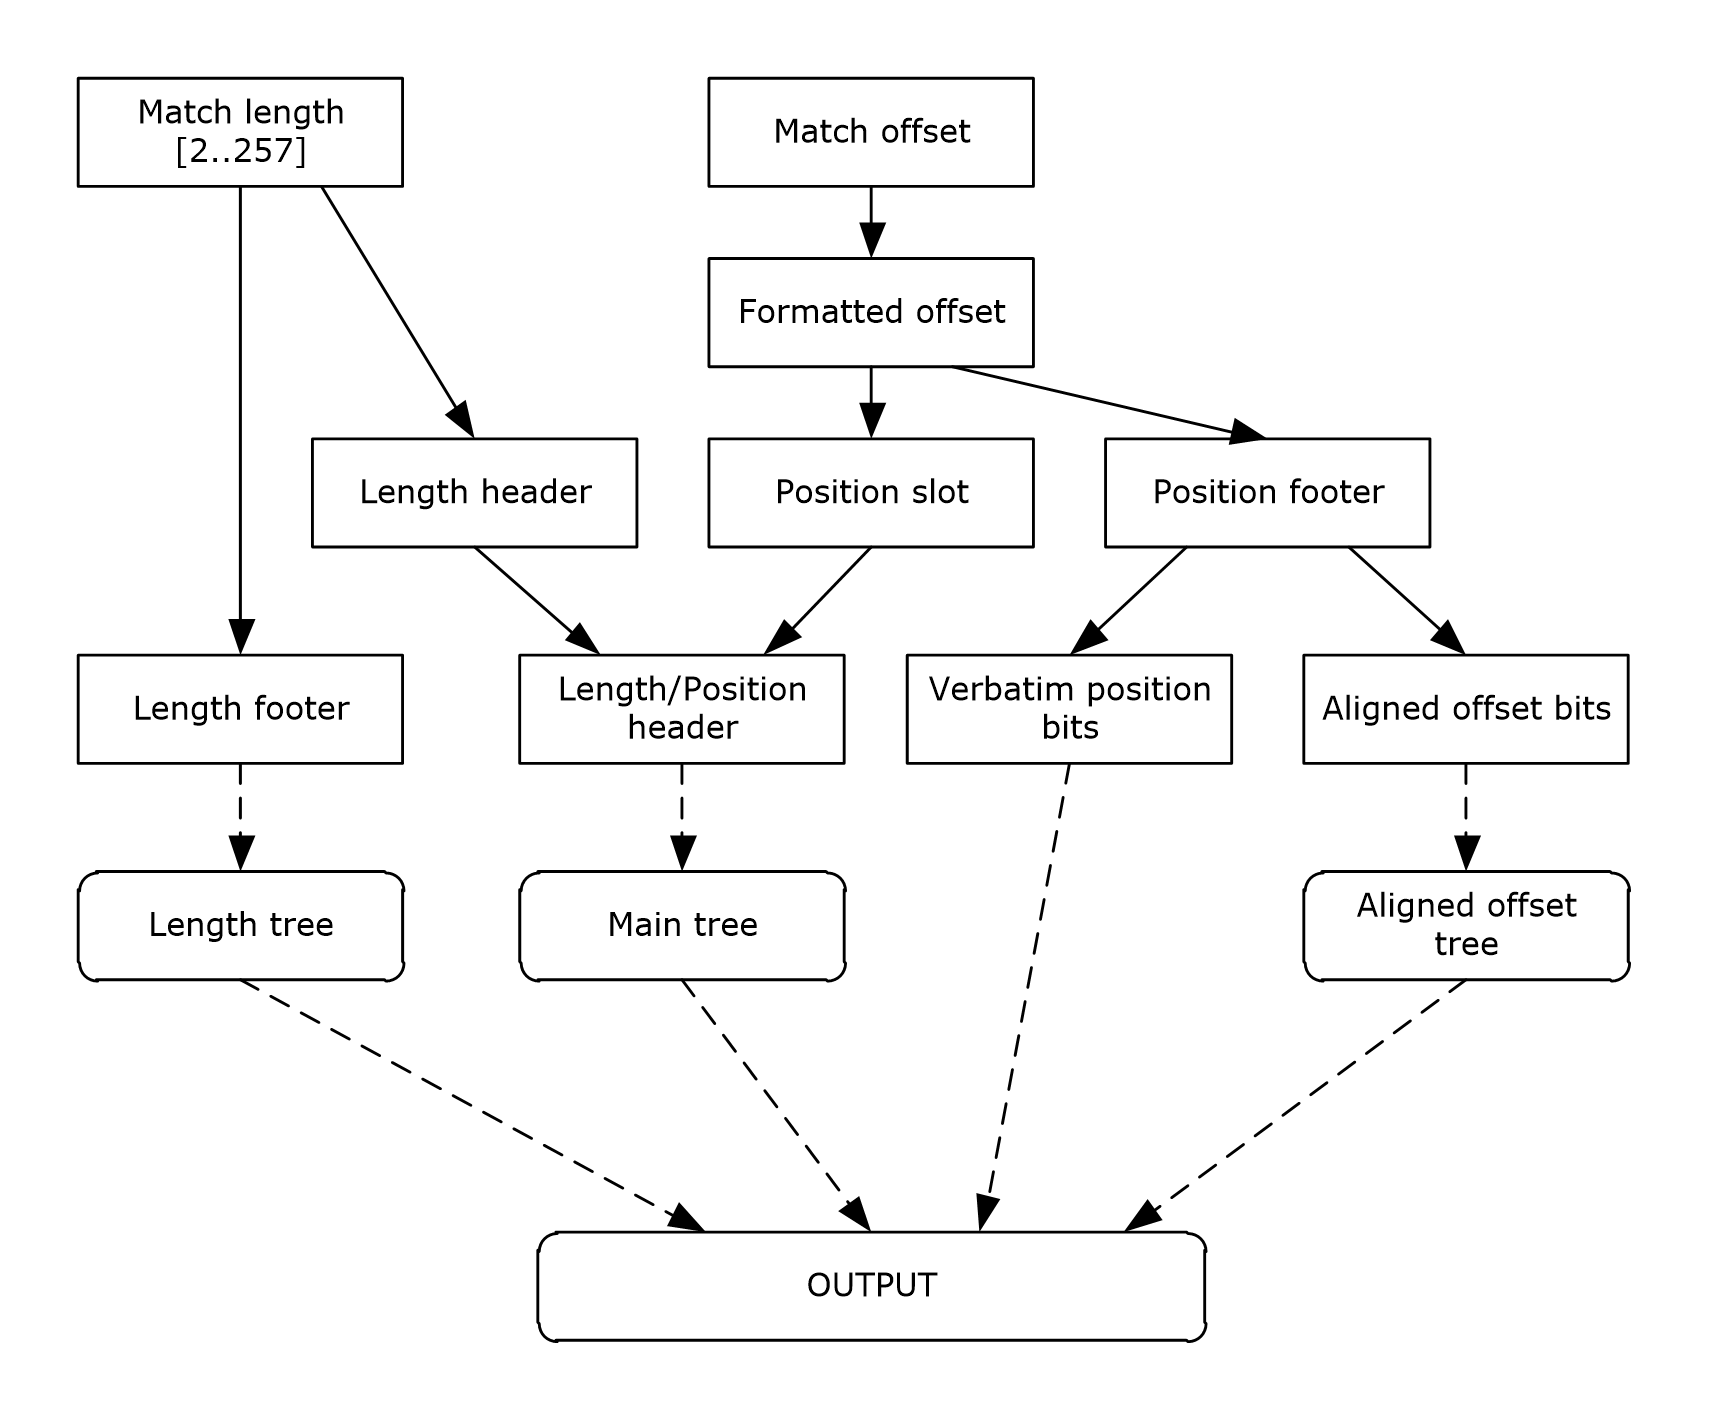 Match length
[2..257]
Match offset
Formatted offset
Length header
Position slot
Position footer
Length footer
Length/Position
header
Verbatim position
bits
Aligned offset bits
Length tree
Main tree
Aligned offset
tree
OUTPUT